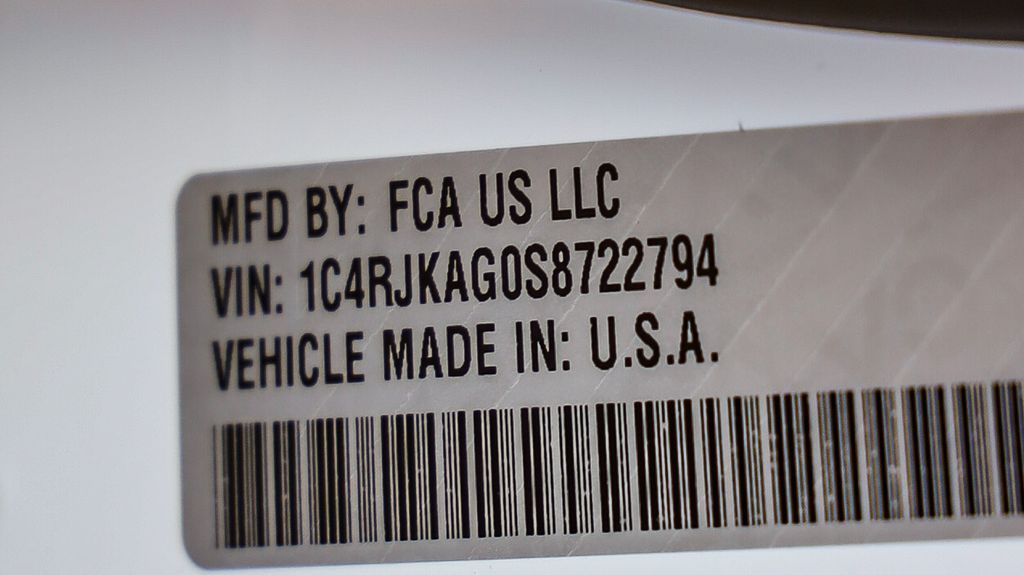 MFD BY: FCA US LLC
VIN: 1C4RJKAG0S8722794
VEHICLE MADE IN: U.S.A.